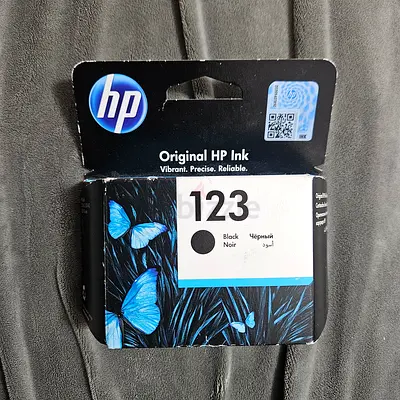 hp
Original HP Ink
Vibrant. Precise. Reliable.
123
Black Чёрный
Noir أسود